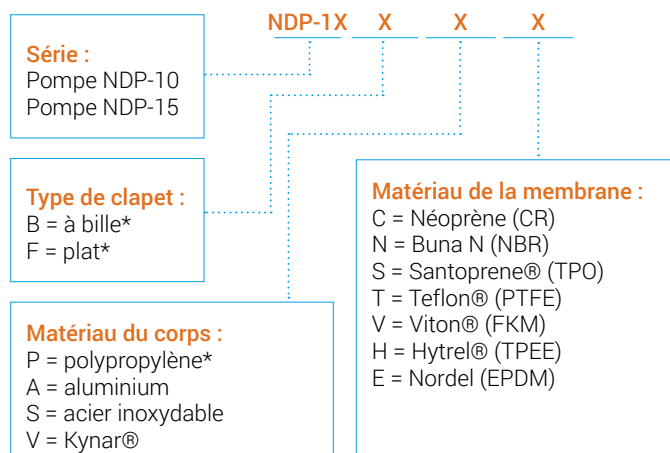 NDP-1X X X X
Série :
Pompe NDP-10
Pompe NDP-15
Type de clapet :
B = à bille*
F = plat*
Matériau du corps :
P = polypropylène*
A = aluminium
S = acier inoxydable
V = Kynar®
Matériau de la membrane :
C = Néoprène (CR)
N = Buna N (NBR)
S = Santoprene® (TPO)
T = Teflon® (PTFE)
V = Viton® (FKM)
H = Hytrel® (TPEE)
E = Nordel (EPDM)